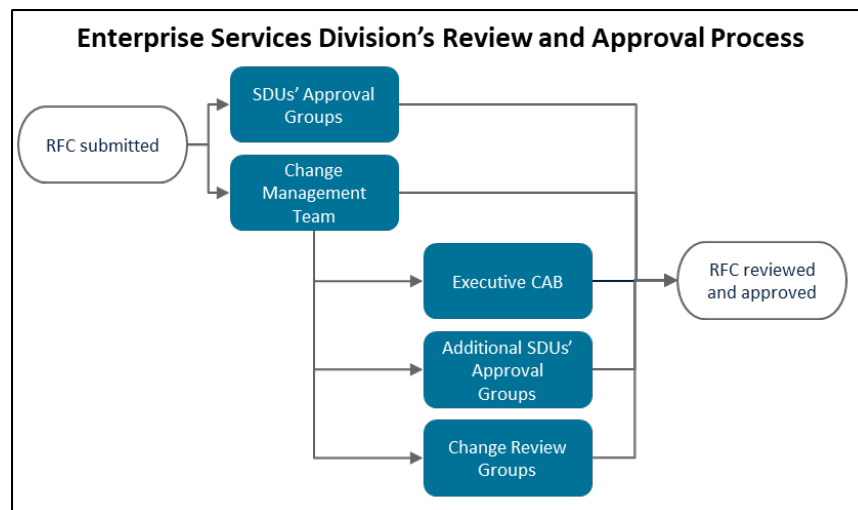 Enterprise Services Division's Review and Approval Process
SDUs' Approval
Groups
RFC submitted
Change
Management
Team
Executive CAB
RFC reviewed
and approved
Additional SDUs'
Approval
Groups
Change Review
Groups